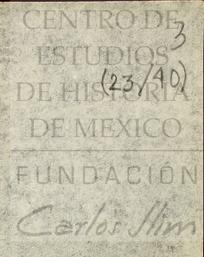 CENTRO DE
3
ESTUDIOS
(23/40)
DE HISTORIA
DE MEXICO
FUNDACIÓN
Carlos Slim